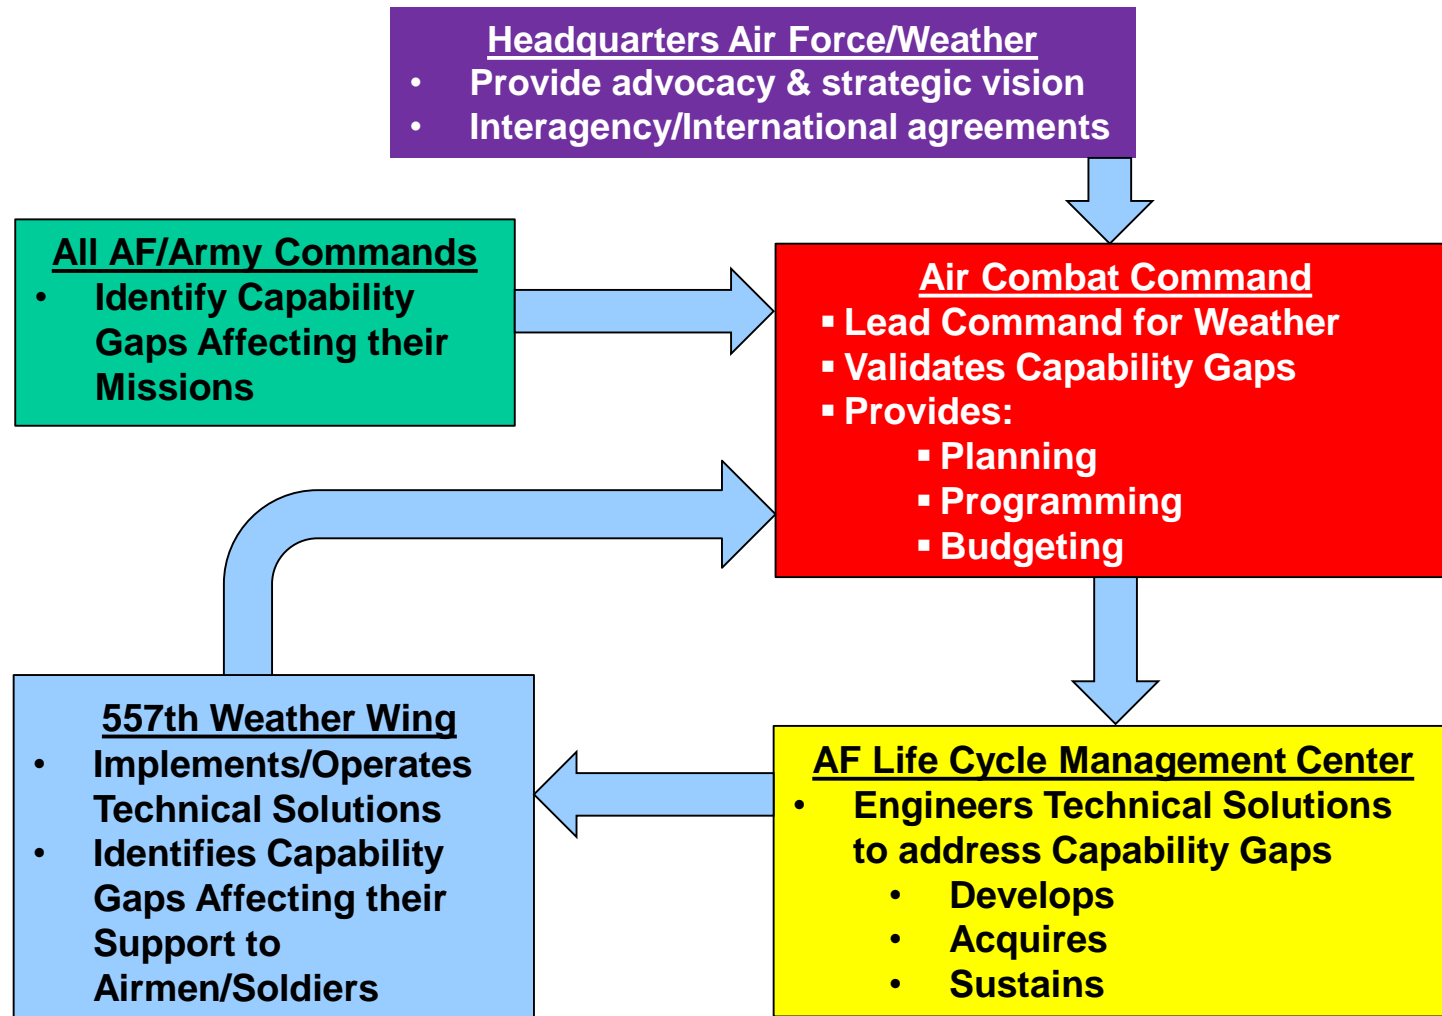 Headquarters Air Force/Weather
• Provide advocacy & strategic vision
• Interagency/International agreements
All AF/Army Commands
• Identify Capability
Gaps Affecting their
Missions
Air Combat Command
▪ Lead Command for Weather
▪ Validates Capability Gaps
▪ Provides:
▪ Planning
▪ Programming
▪ Budgeting
557th Weather Wing
• Implements/Operates
Technical Solutions
• Identifies Capability
Gaps Affecting their
Support to
Airmen/Soldiers
AF Life Cycle Management Center
• Engineers Technical Solutions
to address Capability Gaps
• Develops
• Acquires
• Sustains